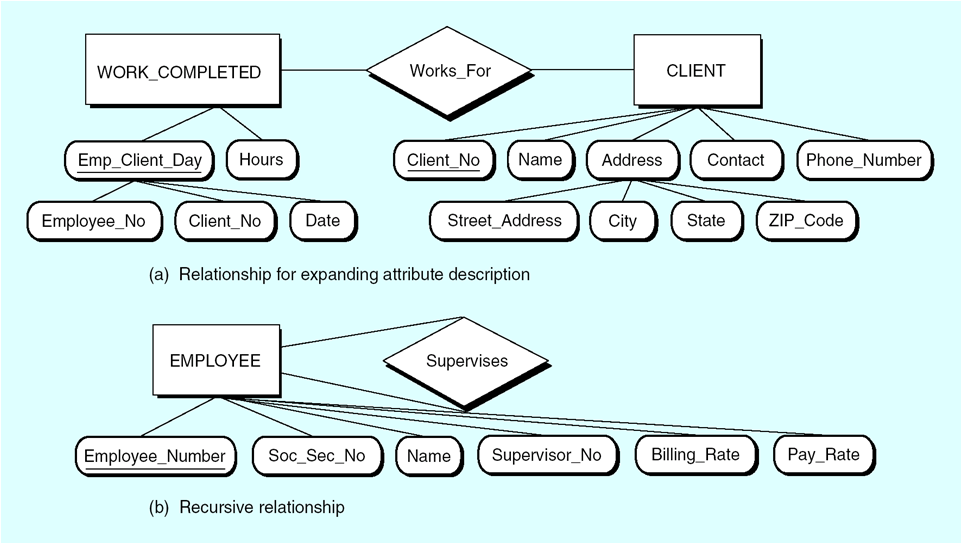 WORK_COMPLETED Works_For CLIENT
Emp_Client_Day Hours Client_No Name Address Contact Phone_Number
Employee_No Client_No Date Street_Address City State ZIP_Code
(a) Relationship for expanding attribute description
EMPLOYEE Supervises
Employee_Number Soc_Sec_No Name Supervisor_No Billing_Rate Pay_Rate
(b) Recursive relationship